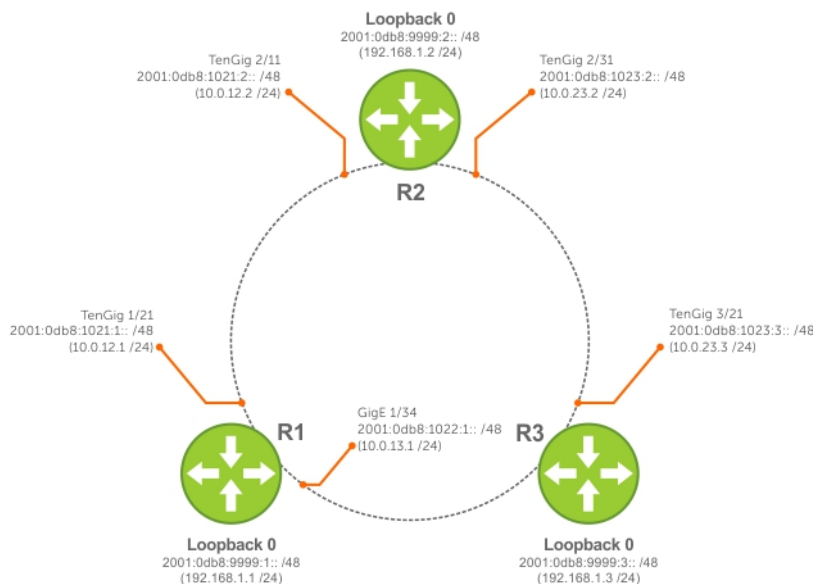 Loopback 0
2001:0db8:9999:2:: /48
(192.168.1.2 /24)
TenGig 2/11
2001:0db8:1021:2:: /48
(10.0.12.2 /24)
TenGig 2/31
2001:0db8:1023:2:: /48
(10.0.23.2 /24)
R2
TenGig 1/21
2001:0db8:1021:1:: /48
(10.0.12.1 /24)
TenGig 3/21
2001:0db8:1023:3:: /48
(10.0.23.3 /24)
R1
GigE 1/34
2001:0db8:1022:1:: /48
(10.0.13.1 /24)
R3
Loopback 0
2001:0db8:9999:1:: /48
(192.168.1.1 /24)
Loopback 0
2001:0db8:9999:3:: /48
(192.168.1.3 /24)